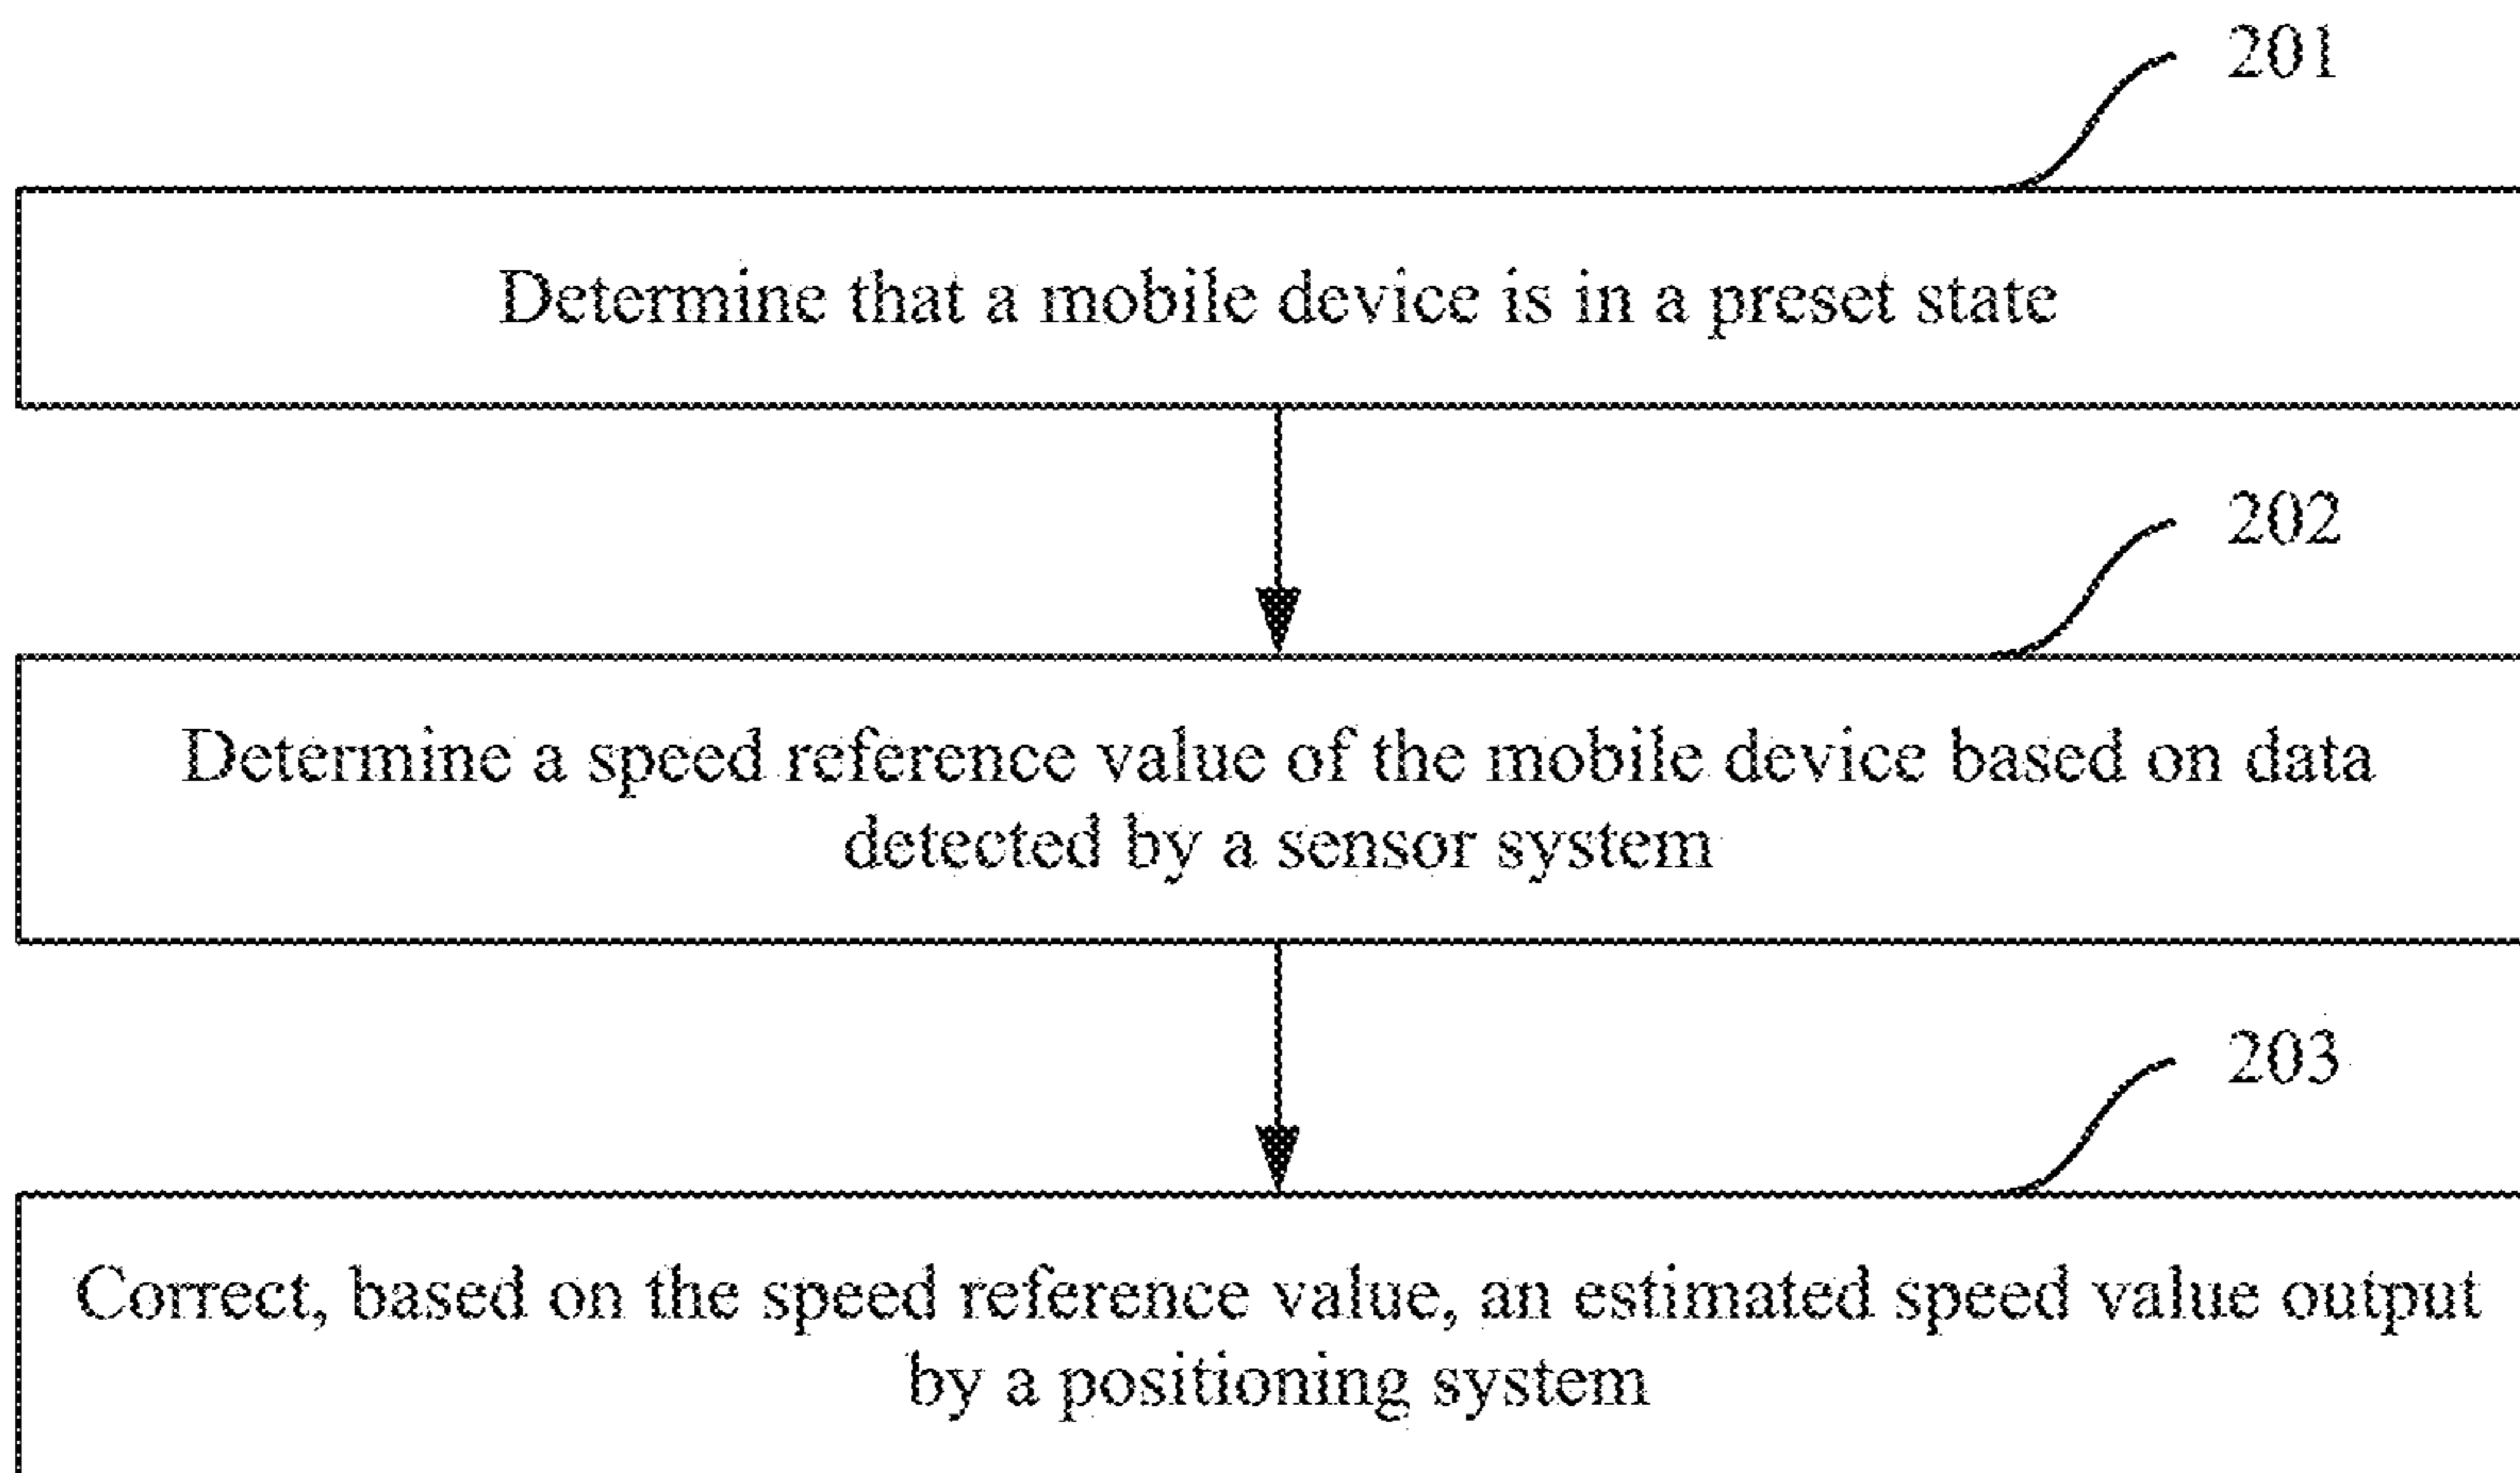 201
Determine that a mobile device is in a preset state
202
Determine a speed reference value of the mobile device based on data
detected by a sensor system
203
Correct, based on the speed reference value, an estimated speed value output
by a positioning system